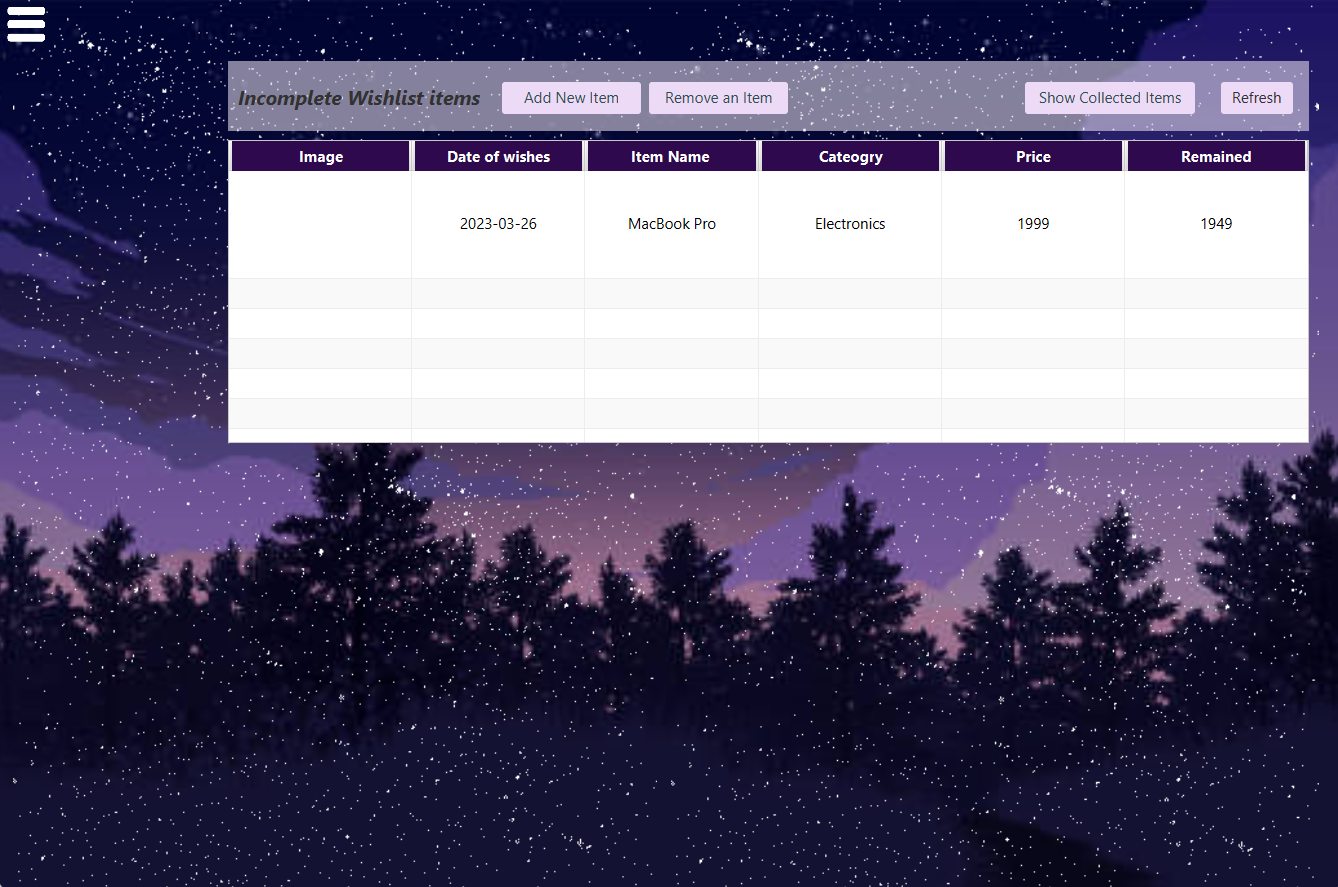 Incomplete Wishlist items Add New Item Remove an Item Show Collected Items Refresh
Image Date of wishes Item Name Cateogry Price Remained
2023-03-26 MacBook Pro Electronics 1999 1949